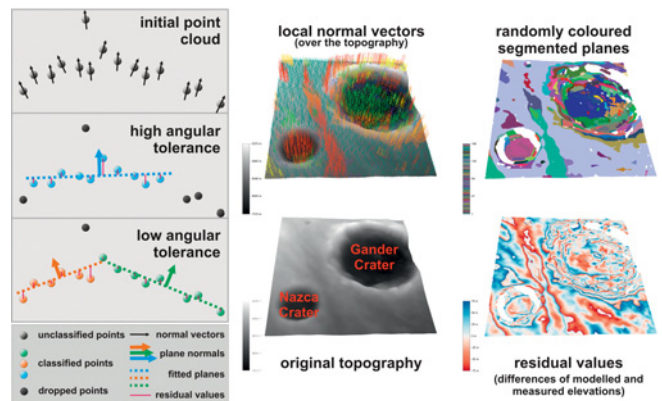 initial point
cloud
high angular
tolerance
low angular
tolerance
unclassified points
classified points
dropped points
normal vectors
plane normals
fitted planes
residual values
local normal vectors
(over the topography)
randomly coloured
segmented planes
Gander
Crater
Nazca
Crater
original topography
residual values
(differences of modelled and
measured elevations)